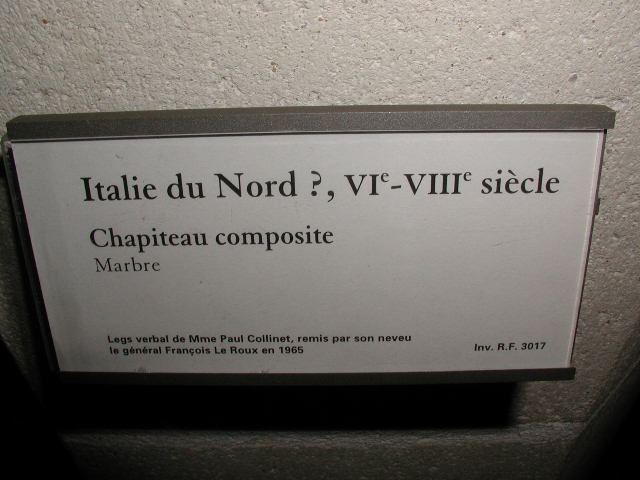 Italie du Nord ?, VIe-VIIIe siècle
Chapiteau composite
Marbre
Legs verbal de Mme Paul Collinet, remis par son neveu
le général François Le Roux en 1965
Inv. R.F. 3017